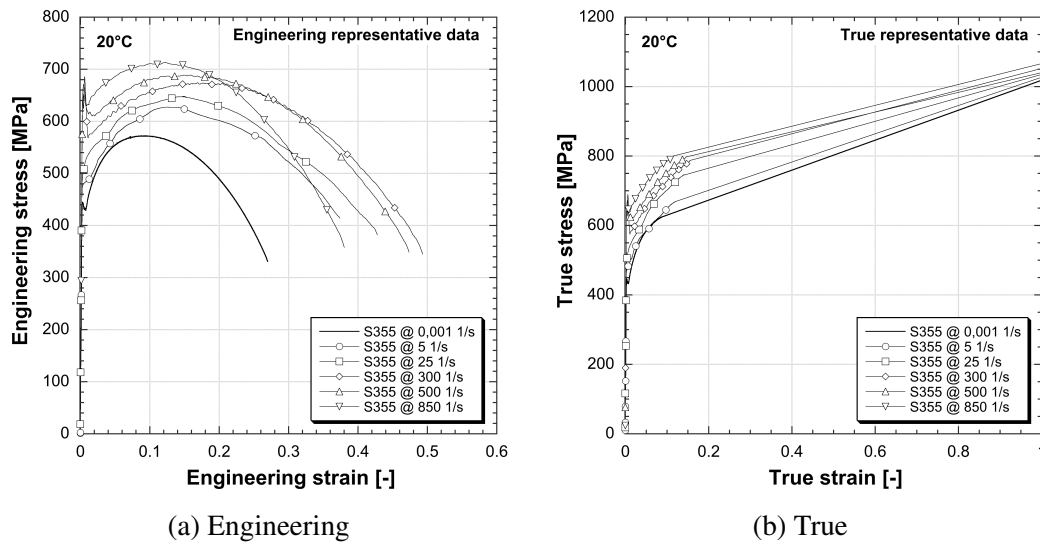 800
700
600
500
400
300
200
100
0
Engineering stress [MPa]
20°C
Engineering representative data
S355 @ 0,001 1/s
S355 @ 5 1/s
S355 @ 25 1/s
S355 @ 300 1/s
S355 @ 500 1/s
S355 @ 850 1/s
0 0.1 0.2 0.3 0.4 0.5 0.6
Engineering strain [-]
(a) Engineering
1200
1000
800
600
400
200
0
True stress [MPa]
20°C
True representative data
S355 @ 0,001 1/s
S355 @ 5 1/s
S355 @ 25 1/s
S355 @ 300 1/s
S355 @ 500 1/s
S355 @ 850 1/s
0 0.2 0.4 0.6 0.8
True strain [-]
(b) True